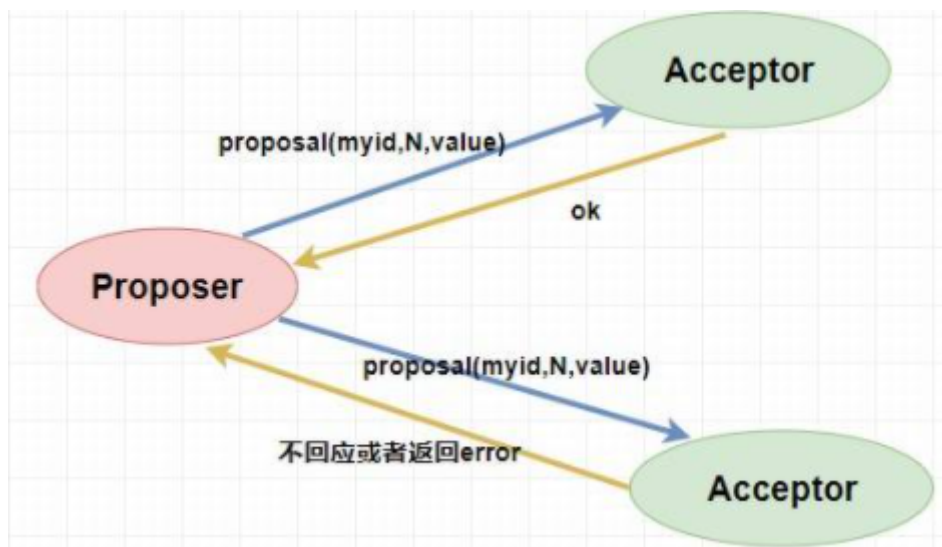 Acceptor
proposal(myid,N,value)
ok
Proposer
proposal(myid,N,value)
不回应或者返回error
Acceptor